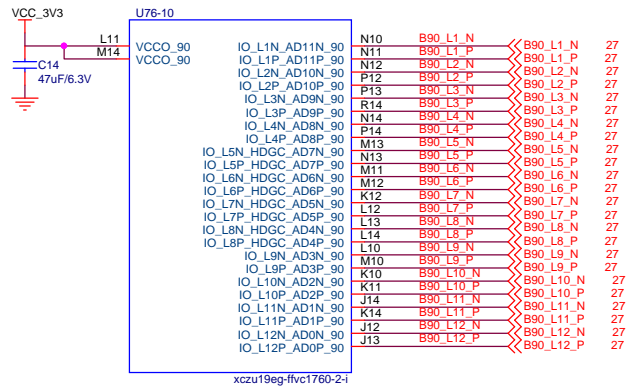 VCC_3V3
U76-10
L11 VCCO_90
M14 VCCO_90
C14
47uF/6.3V
IO_L1N_AD11N_90 N10 B90_L1_N B90_L1_N 27
IO_L1P_AD11P_90 N11 B90_L1_P B90_L1_P 27
IO_L2N_AD10N_90 N12 B90_L2_N B90_L2_N 27
IO_L2P_AD10P_90 P12 B90_L2_P B90_L2_P 27
IO_L3N_AD9N_90 P13 B90_L3_N B90_L3_N 27
IO_L3P_AD9P_90 R14 B90_L3_P B90_L3_P 27
IO_L4N_AD8N_90 N14 B90_L4_N B90_L4_N 27
IO_L4P_AD8P_90 P14 B90_L4_P B90_L4_P 27
IO_L5N_HDGC_AD7N_90 M13 B90_L5_N B90_L5_N 27
IO_L5P_HDGC_AD7P_90 N13 B90_L5_P B90_L5_P 27
IO_L6N_HDGC_AD6N_90 M11 B90_L6_N B90_L6_N 27
IO_L6P_HDGC_AD6P_90 M12 B90_L6_P B90_L6_P 27
IO_L7N_HDGC_AD5N_90 K12 B90_L7_N B90_L7_N 27
IO_L7P_HDGC_AD5P_90 L12 B90_L7_P B90_L7_P 27
IO_L8N_HDGC_AD4N_90 L13 B90_L8_N B90_L8_N 27
IO_L8P_HDGC_AD4P_90 L14 B90_L8_P B90_L8_P 27
IO_L9N_AD3N_90 L10 B90_L9_N B90_L9_N 27
IO_L9P_AD3P_90 M10 B90_L9_P B90_L9_P 27
IO_L10N_AD2N_90 K10 B90_L10_N B90_L10_N 27
IO_L10P_AD2P_90 K11 B90_L10_P B90_L10_P 27
IO_L11N_AD1N_90 J14 B90_L11_N B90_L11_N 27
IO_L11P_AD1P_90 K14 B90_L11_P B90_L11_P 27
IO_L12N_AD0N_90 J12 B90_L12_N B90_L12_N 27
IO_L12P_AD0P_90 J13 B90_L12_P B90_L12_P 27
xczu19eg-ffvc1760-2-i